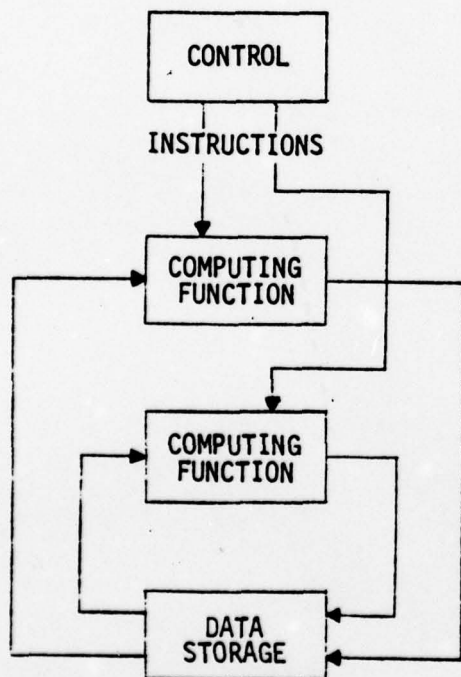 CONTROL
INSTRUCTIONS
COMPUTING
FUNCTION
COMPUTING
FUNCTION
DATA
STORAGE